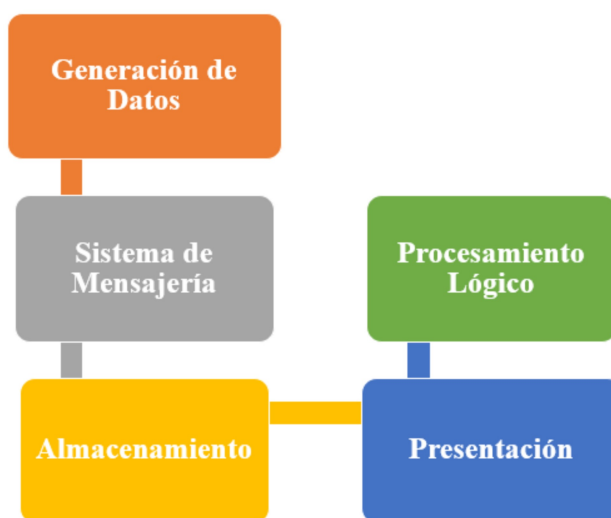 Generación de
Datos
Sistema de
Mensajería
Procesamiento
Lógico
Almacenamiento
Presentación